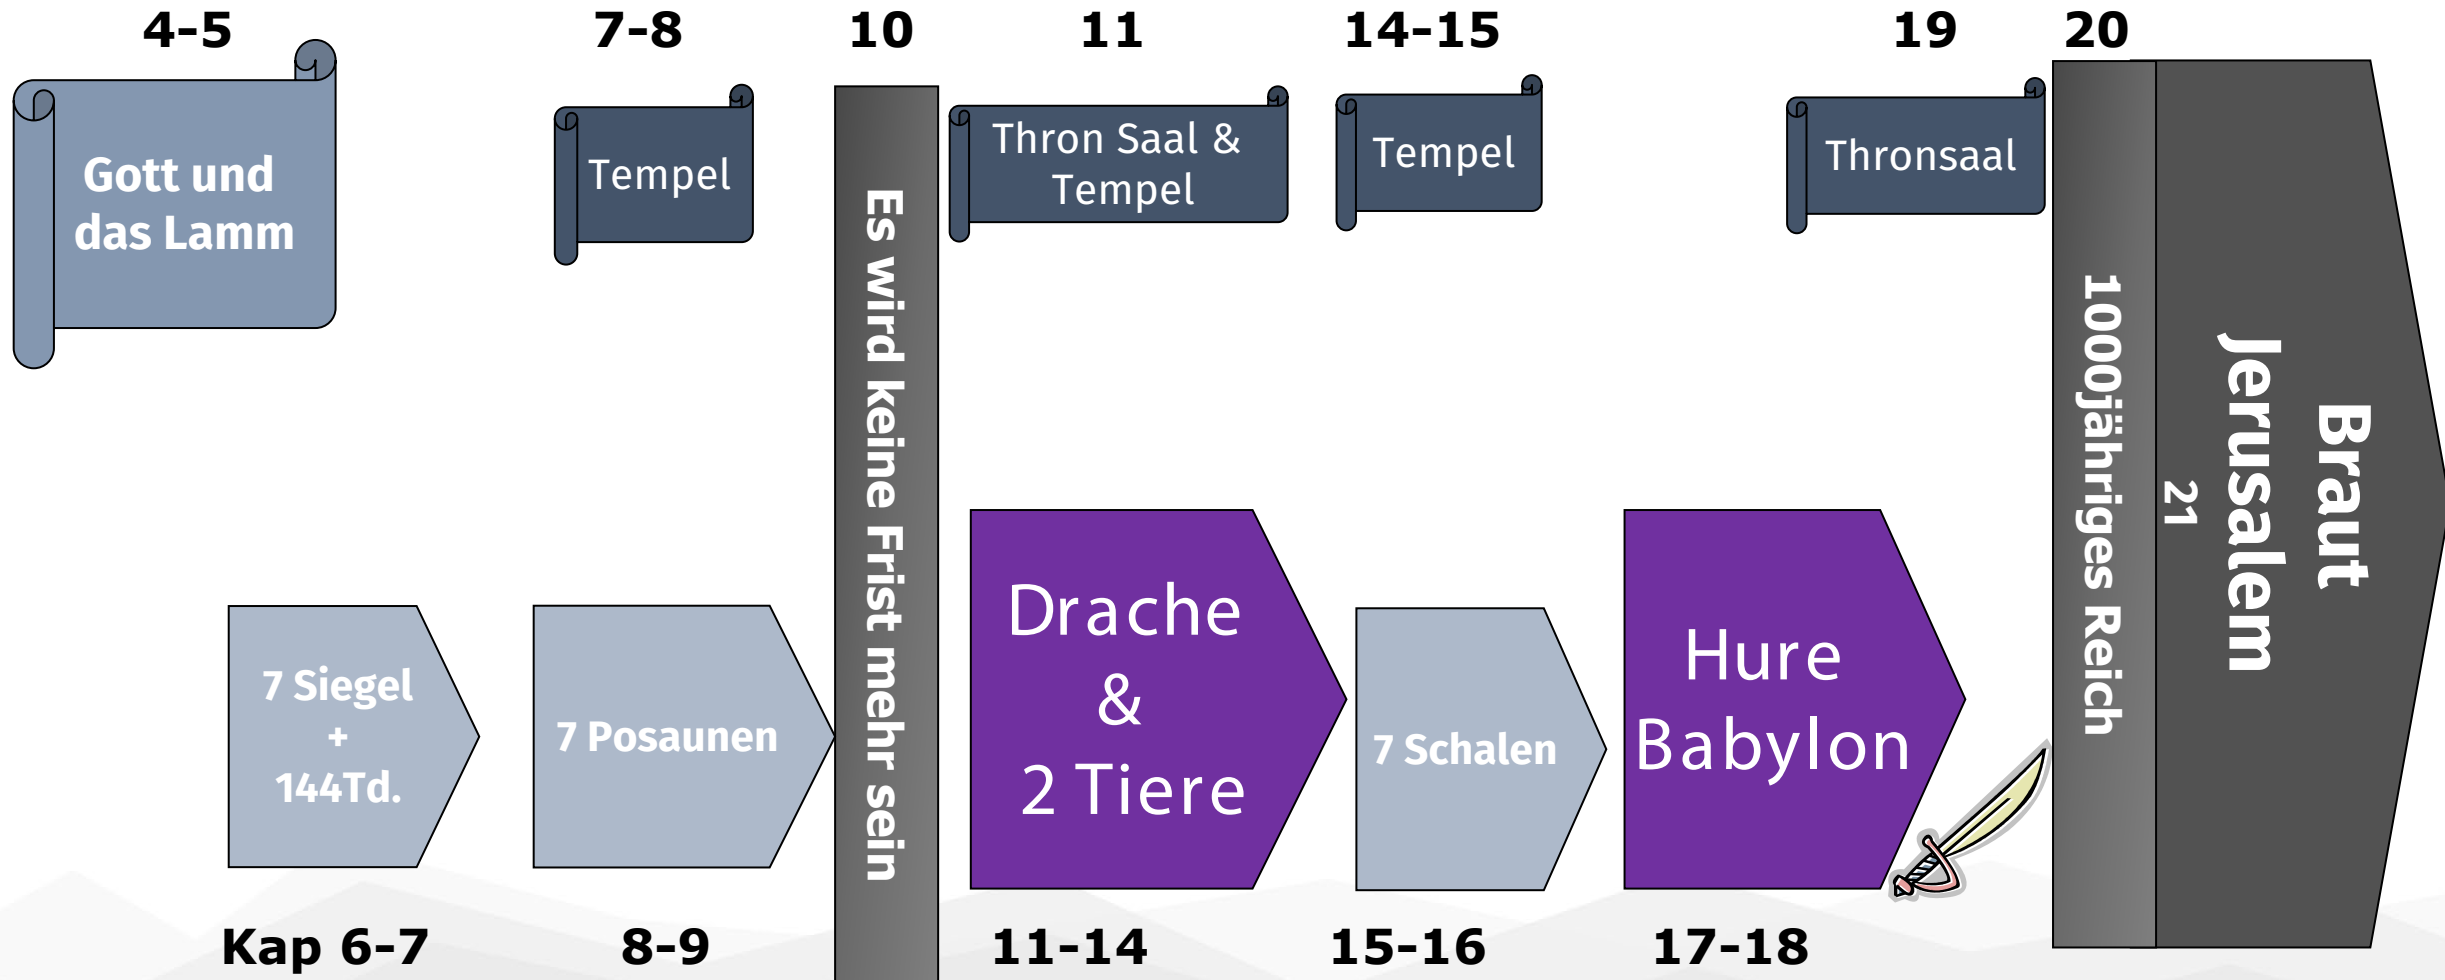 4-5
7-8
10
11
14-15
19
20
Gott und
das Lamm
Tempel
Thron Saal &
Tempel
Tempel
Thronsaal
Es wird keine Frist mehr sein
1000jähriges Reich
Braut
Jerusalem
21
7 Siegel
+
144Td.
7 Posaunen
Drache
&
2 Tiere
7 Schalen
Hure
Babylon
Kap 6-7
8-9
11-14
15-16
17-18